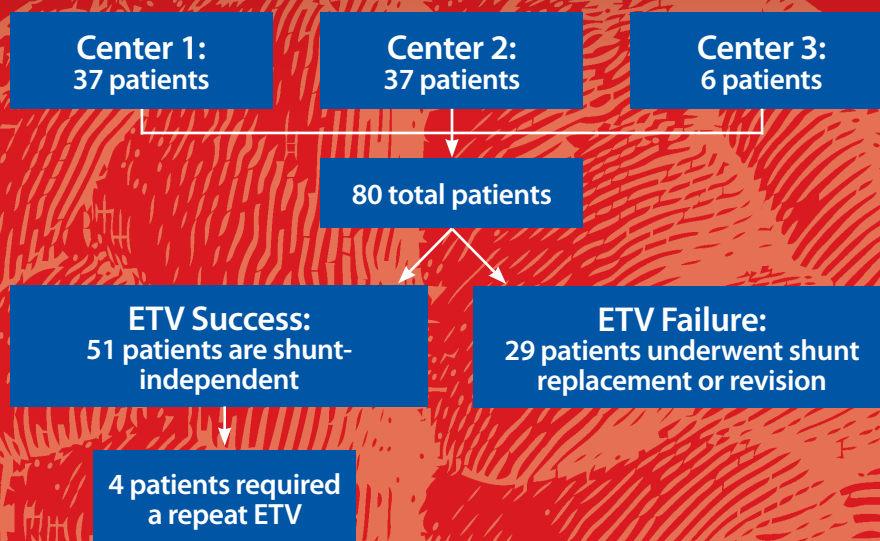 Center 1:
37 patients
Center 2:
37 patients
Center 3:
6 patients
80 total patients
ETV Success:
51 patients are shunt-
independent
ETV Failure:
29 patients underwent shunt
replacement or revision
4 patients required
a repeat ETV